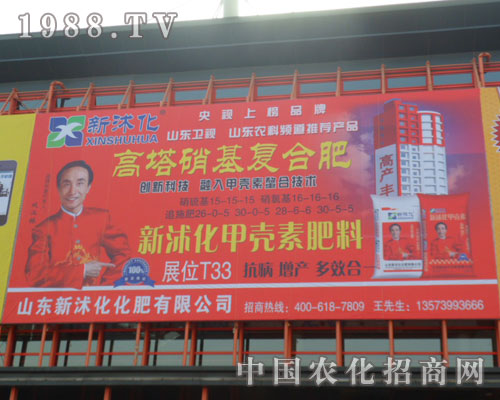 1988.TV
新沭化
XINSHUHUA
央视上榜品牌
山东卫视 山东农科频道推荐产品
高塔硝基复合肥
创新科技 融入甲壳素螯合技术
硝硫基15-15-15 硝氯基16-16-16
追施肥26-0-5 30-0-5 28-6-6 30-5-5
新沭化甲壳素肥料
100%
展位T33
抗病 增产 多效合一
高产丰
山东新沭化化肥有限公司 招商热线：400-618-7809 王先生：13573993666
中国农化招商网